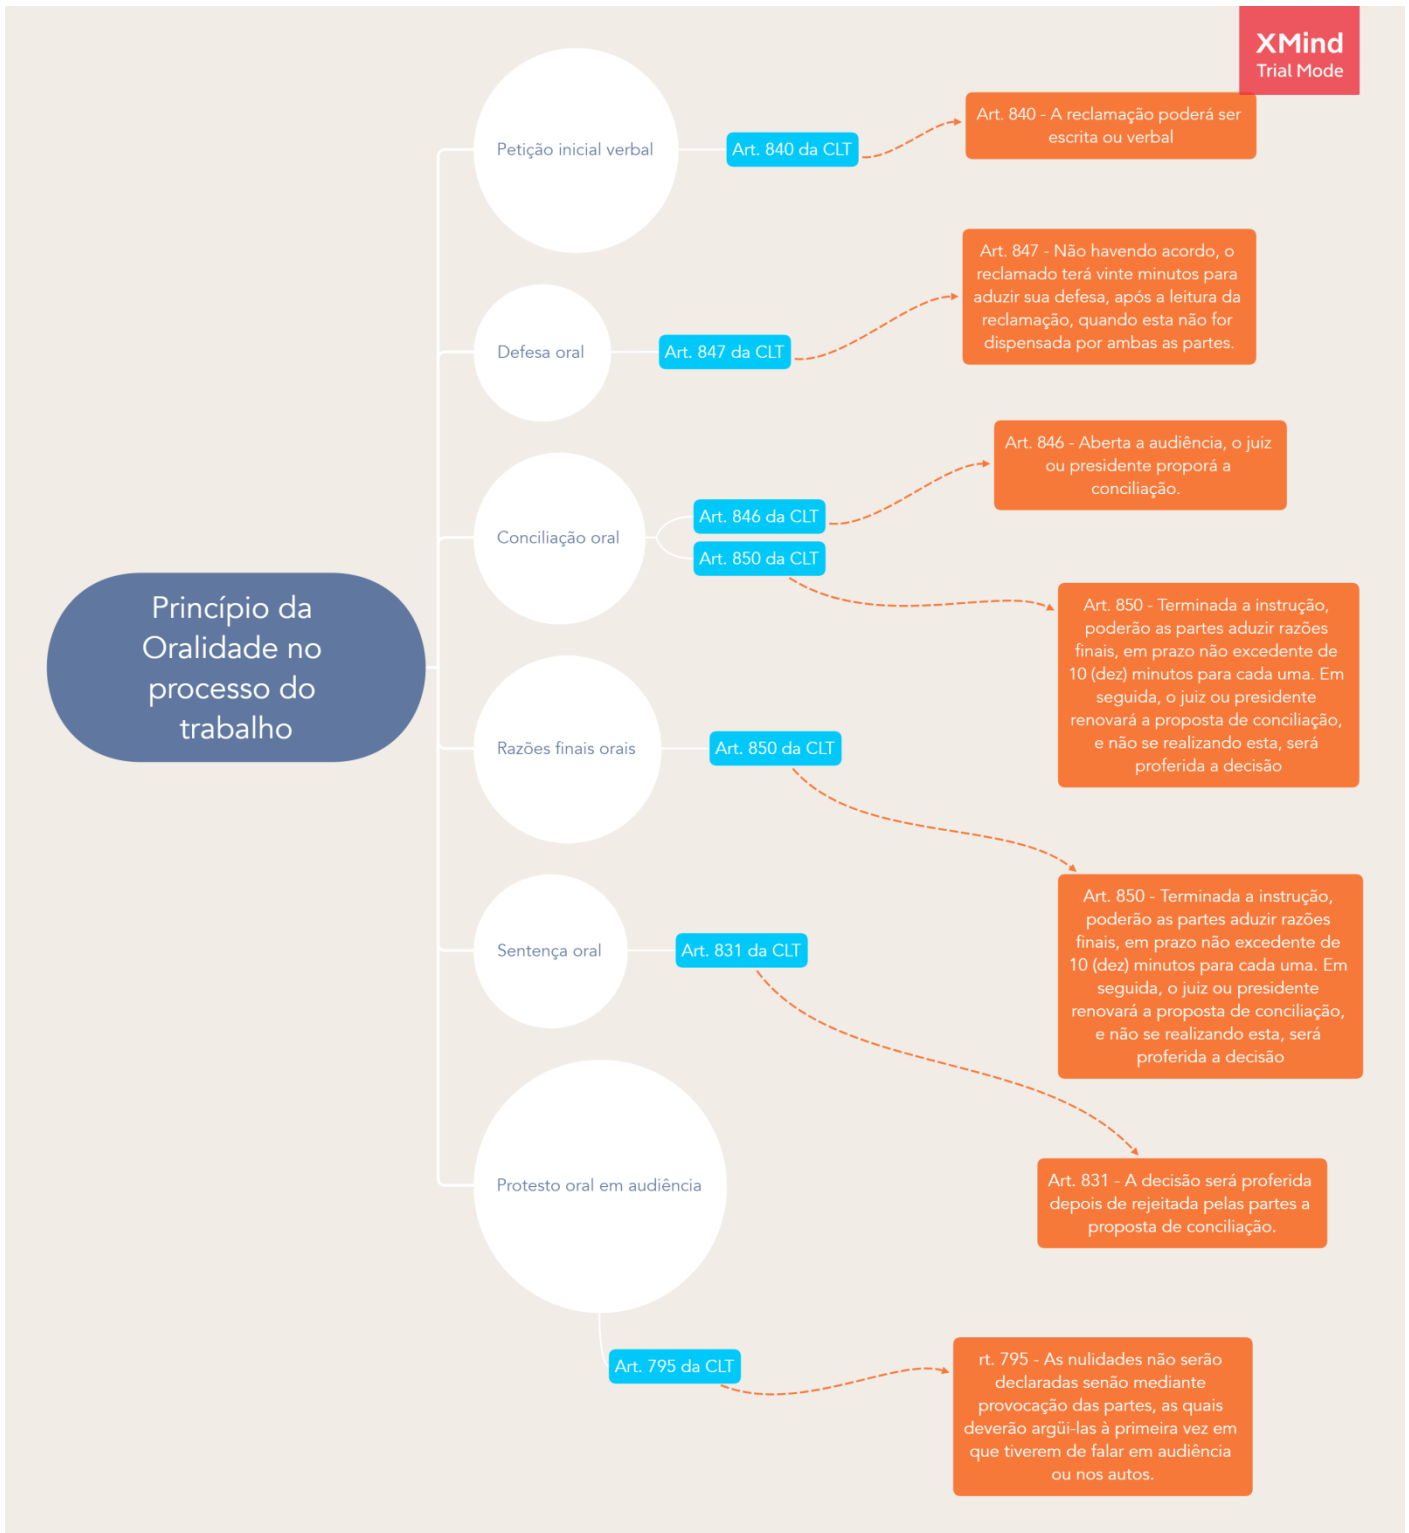 XMind
Trial Mode
Princípio da
Oralidade no
processo do
trabalho
Petição inicial verbal
Art. 840 da CLT
Art. 840 - A reclamação poderá ser
escrita ou verbal
Defesa oral
Art. 847 da CLT
Art. 847 - Não havendo acordo, o
reclamado terá vinte minutos para
aduzir sua defesa, após a leitura da
reclamação, quando esta não for
dispensada por ambas as partes.
Conciliação oral
Art. 846 da CLT
Art. 846 - Aberta a audiência, o juiz
ou presidente proporá a
conciliação.
Art. 850 da CLT
Art. 850 - Terminada a instrução,
poderão as partes aduzir razões
finais, em prazo não excedente de
10 (dez) minutos para cada uma. Em
seguida, o juiz ou presidente
renovará a proposta de conciliação,
e não se realizando esta, será
proferida a decisão
Razões finais orais
Art. 850 da CLT
Art. 850 - Terminada a instrução,
poderão as partes aduzir razões
finais, em prazo não excedente de
10 (dez) minutos para cada uma. Em
seguida, o juiz ou presidente
renovará a proposta de conciliação,
e não se realizando esta, será
proferida a decisão
Sentença oral
Art. 831 da CLT
Art. 831 - A decisão será proferida
depois de rejeitada pelas partes a
proposta de conciliação.
Protesto oral em audiência
Art. 795 da CLT
rt. 795 - As nulidades não serão
declaradas senão mediante
provocação das partes, as quais
deverão argüi-las à primeira vez em
que tiverem de falar em audiência
ou nos autos.